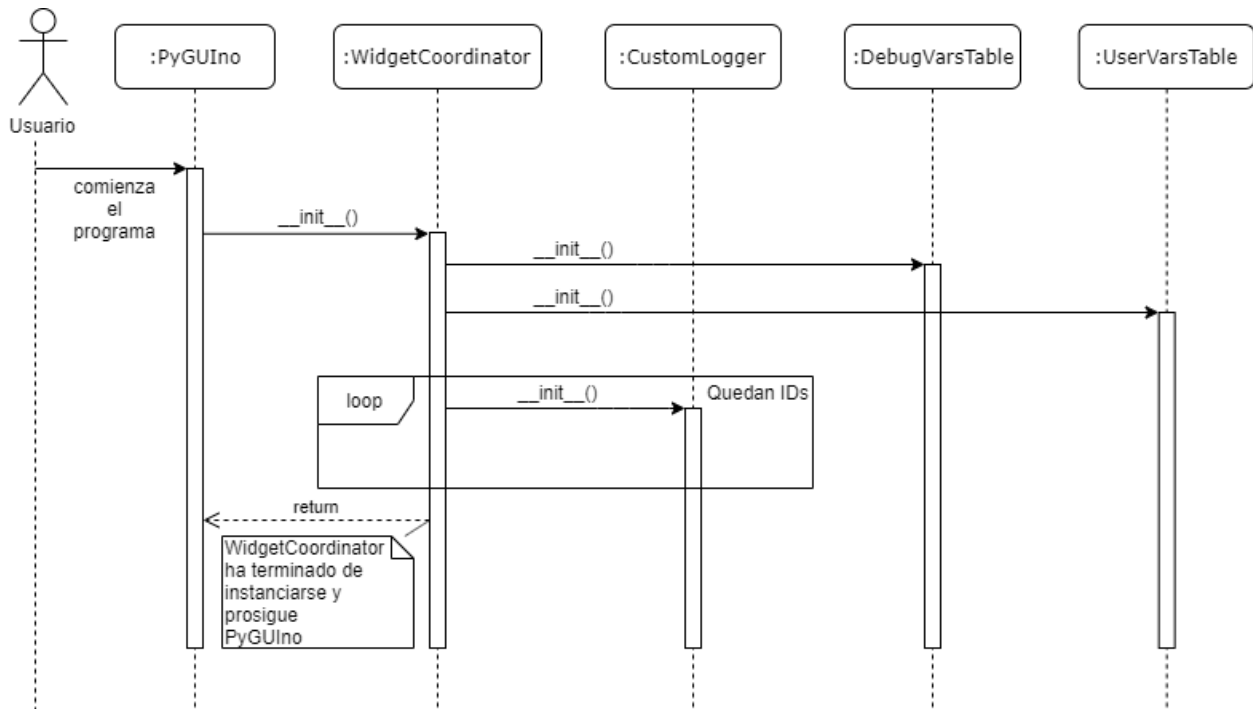 :PyGUIno
:WidgetCoordinator
:CustomLogger
:DebugVarsTable
:UserVarsTable
Usuario
comienza
el
programa
__init__()
__init__()
__init__()
loop
__init__()
Quedan IDs
return
WidgetCoordinator
ha terminado de
instanciarse y
prosigue
PyGUIno